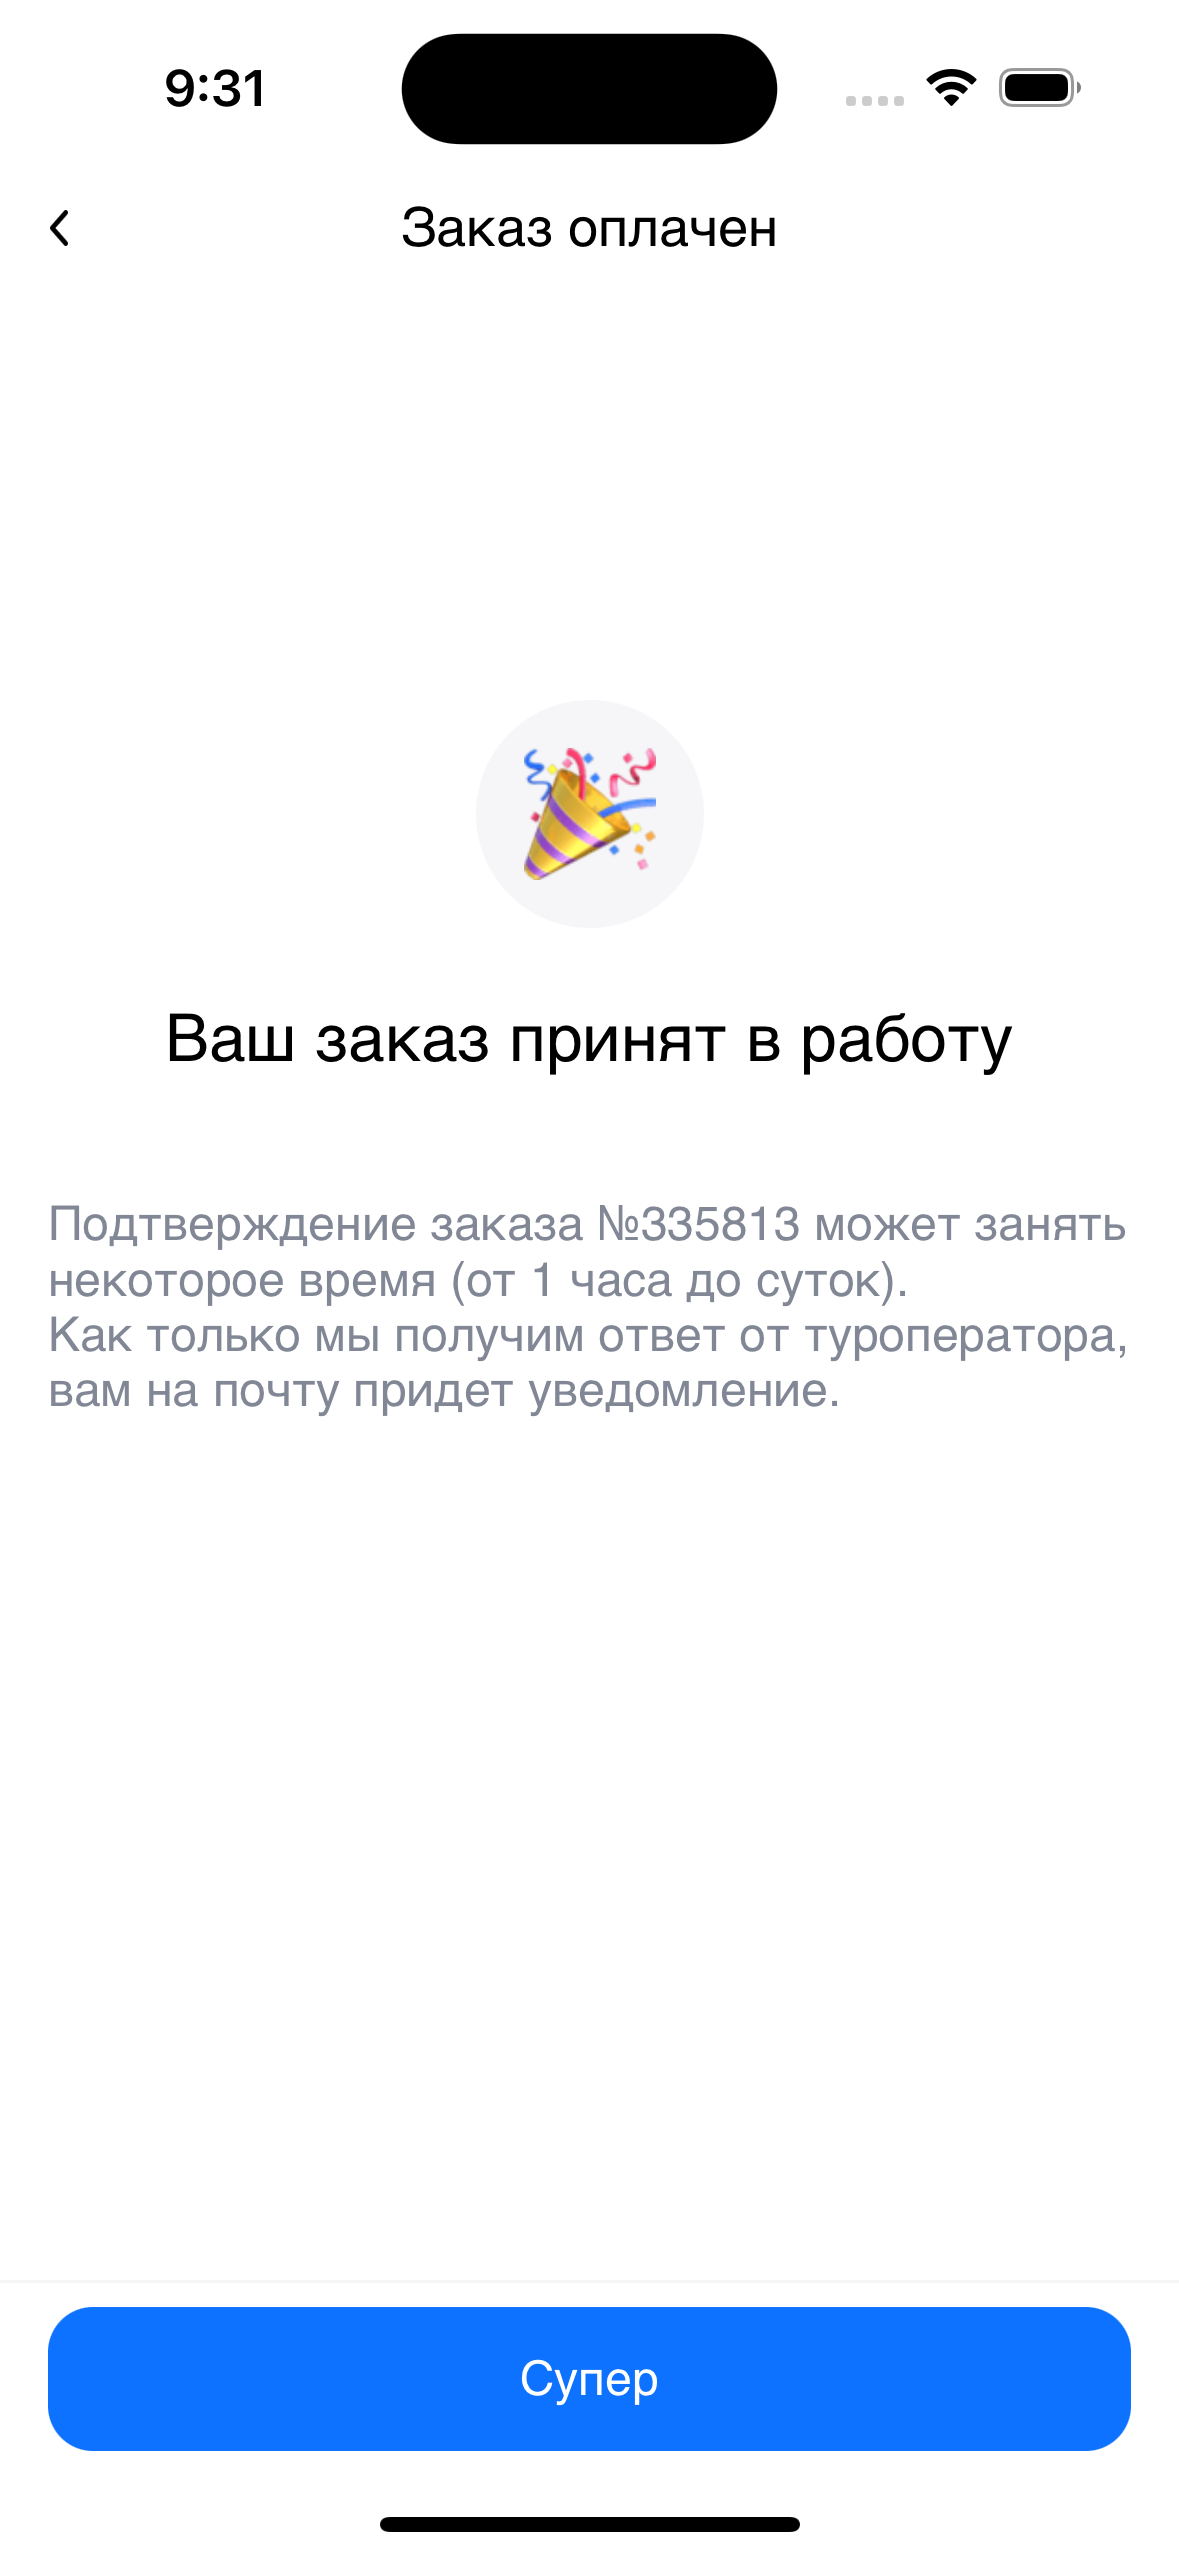 9:31
Заказ оплачен
Ваш заказ принят в работу
Подтверждение заказа №335813 может занять
некоторое время (от 1 часа до суток).
Как только мы получим ответ от туроператора,
вам на почту придет уведомление.
Супер